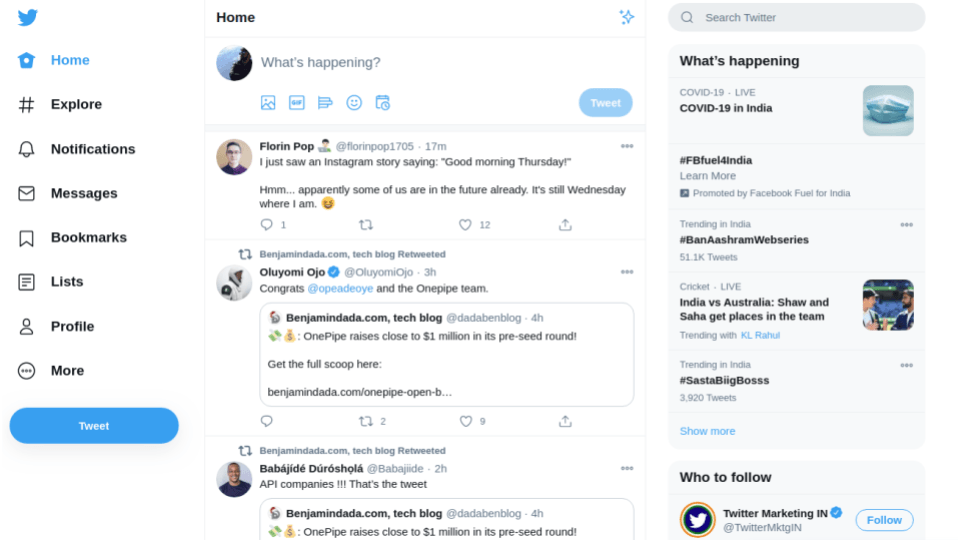 Home
Explore
Notifications
Messages
Bookmarks
Lists
Profile
More
Tweet
Home
What's happening?
GIF
Tweet
Florin Pop @florinpop1705 · 17m
I just saw an Instagram story saying: "Good morning Thursday!"
Hmm... apparently some of us are in the future already. It's still Wednesday
where I am. 😆
1
12
Benjamindada.com, tech blog Retweeted
Oluyomi Ojo @OluyomiOjo · 3h
Congrats @opeadeoye and the Onepipe team.
Benjamindada.com, tech blog @dadabenblog · 4h
💸💰: OnePipe raises close to $1 million in its pre-seed round!
Get the full scoop here:
benjamindada.com/onepipe-open-b…
2
9
Benjamindada.com, tech blog Retweeted
Babájídé Dúróshọlá @Babajiide · 2h
API companies !!! That's the tweet
Benjamindada.com, tech blog @dadabenblog · 4h
💸💰: OnePipe raises close to $1 million in its pre-seed round!
Search Twitter
What's happening
COVID-19 · LIVE
COVID-19 in India
#FBfuel4India
Learn More
Promoted by Facebook Fuel for India
Trending in India
#BanAashramWebseries
51.1K Tweets
Cricket · LIVE
India vs Australia: Shaw and
Saha get places in the team
Trending with KL Rahul
Trending in India
#SastaBiigBosss
3,920 Tweets
Show more
Who to follow
Twitter Marketing IN
@TwitterMktgIN
Follow